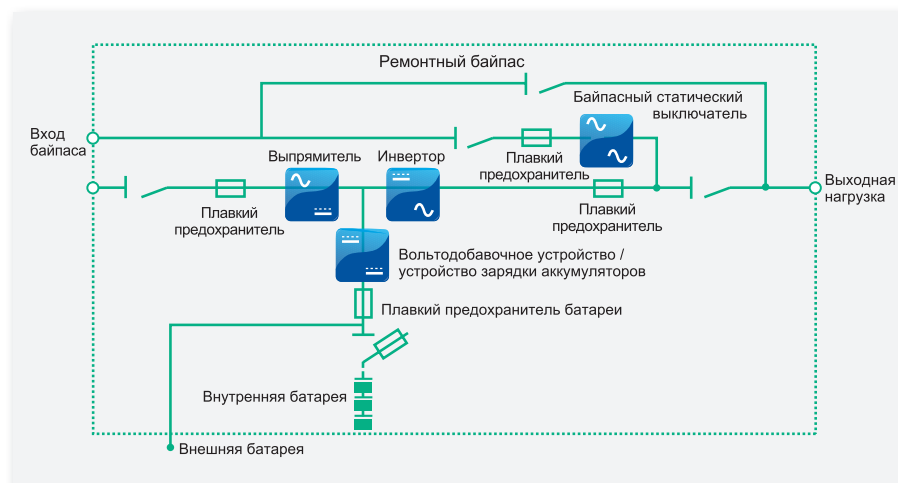 Ремонтный байпас
Байпасный статический
выключатель
Вход
байпаса
Выпрямитель
Инвертор
Плавкий
предохранитель
Выходная
нагрузка
Плавкий
предохранитель
Плавкий
предохранитель
Вольтодобавочное устройство /
устройство зарядки аккумуляторов
Плавкий предохранитель батареи
Внутренняя батарея
Внешняя батарея